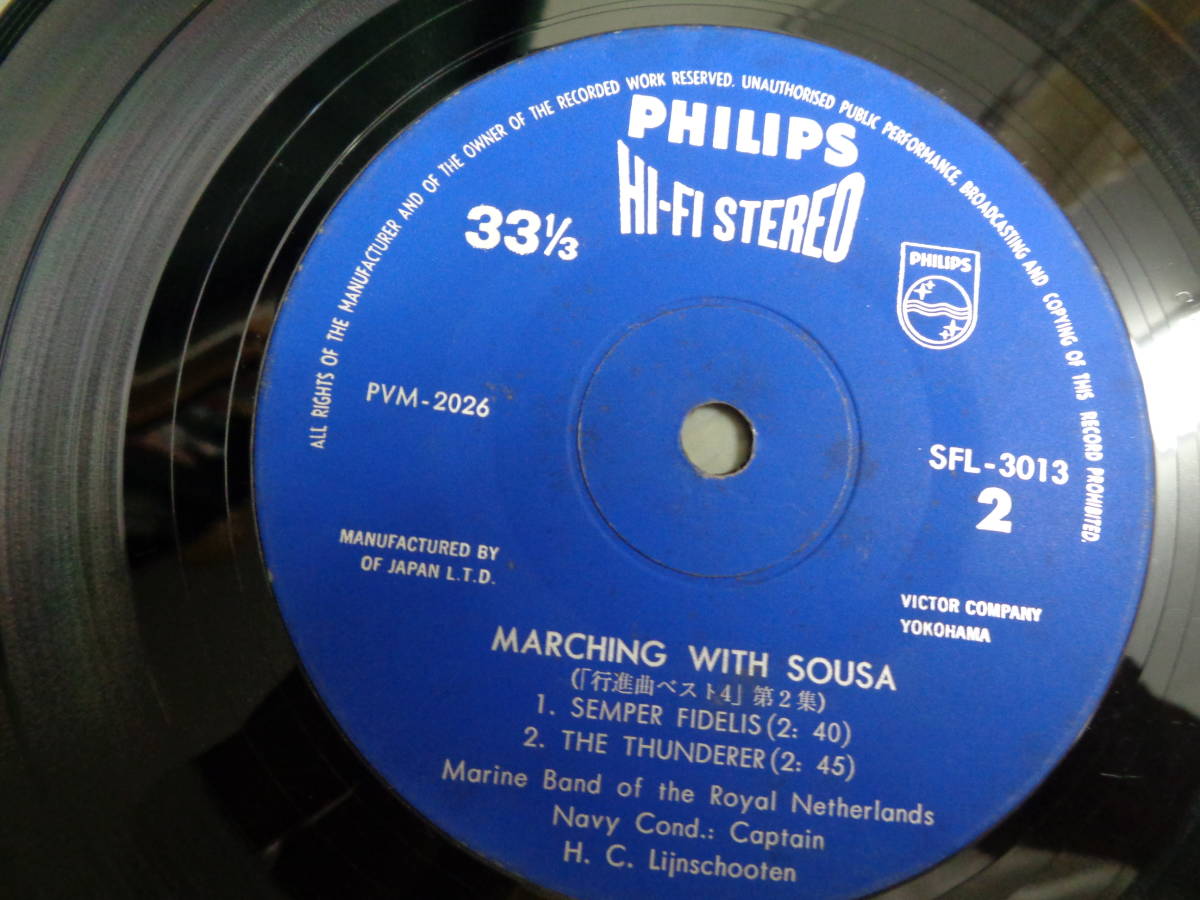 ALL RIGHTS OF THE MANUFACTURER AND OF THE OWNER OF THE RECORDED WORK RESERVED. UNAUTHORISED PUBLIC PERFORMANCE, BROADCASTING AND COPYING OF THIS RECORD PROHIBITED.
PHILIPS
HI-FI STEREO
33⅓
PHILIPS
PVM-2026
SFL-3013
2
MANUFACTURED BY
OF JAPAN L.T.D.
VICTOR COMPANY
YOKOHAMA
MARCHING WITH SOUSA
(「行進曲ベスト4」第2集)
1. SEMPER FIDELIS (2: 40)
2. THE THUNDERER (2: 45)
Marine Band of the Royal Netherlands
Navy Cond.: Captain
H. C. Lijnschooten